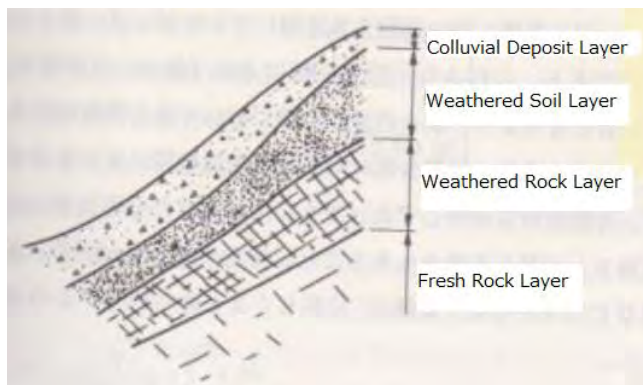 Colluvial Deposit Layer
Weathered Soil Layer
Weathered Rock Layer
Fresh Rock Layer